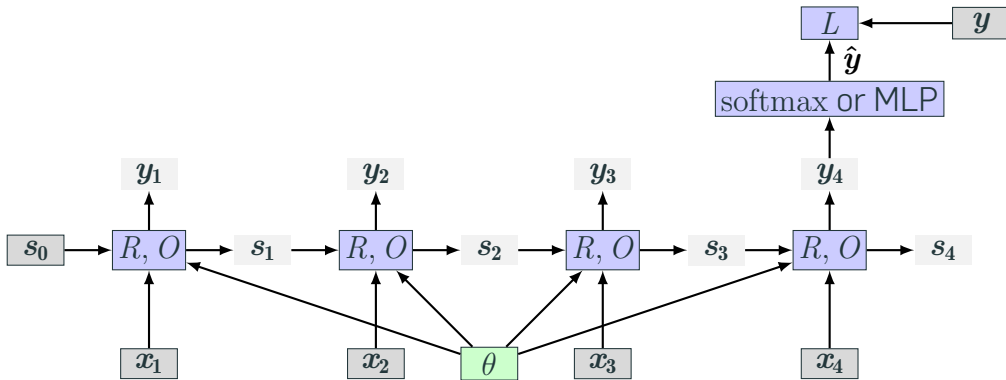 L y
ŷ
softmax or MLP
y₁ y₂ y₃ y₄
s₀ R, O s₁ R, O s₂ R, O s₃ R, O s₄
x₁ x₂ θ x₃ x₄